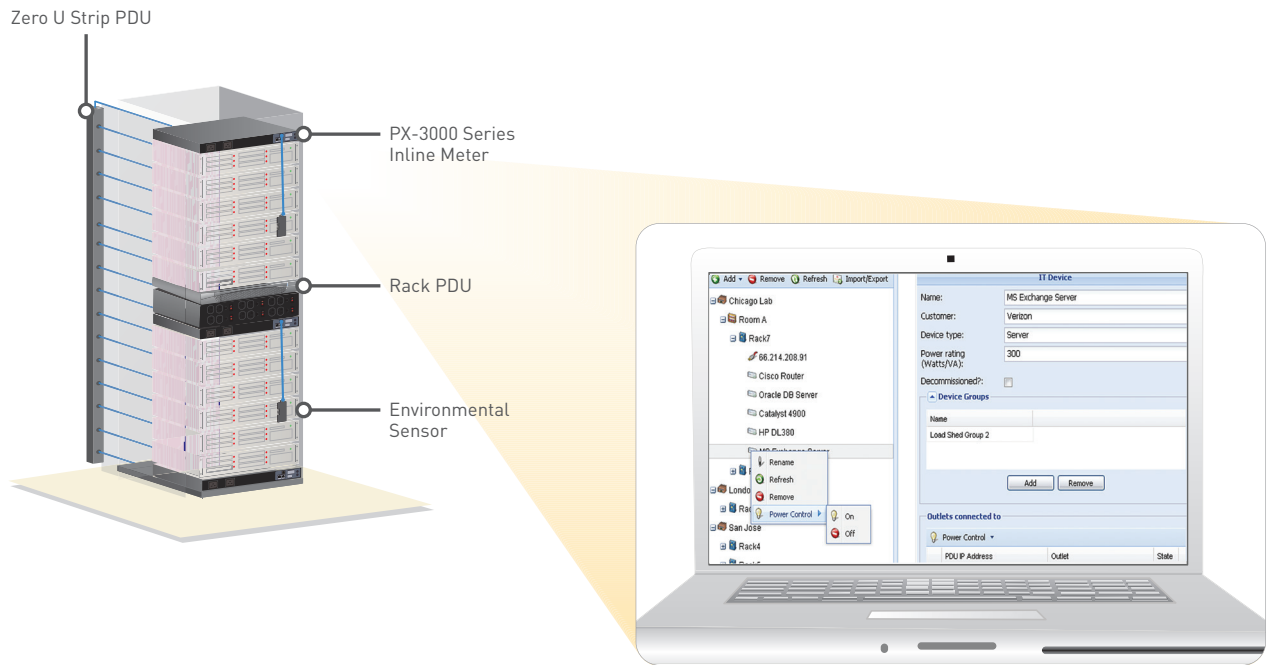 Zero U Strip PDU
PX-3000 Series
Inline Meter
Rack PDU
Environmental
Sensor
Add Remove Refresh Import/Export
Chicago Lab
Room A
Rack7
66.214.208.91
Cisco Router
Oracle DB Server
Catalyst 4900
HP DL380
MS Exchange Server
Rename
Refresh
Remove
Power Control
On
Off
San Jose
Rack4
IT Device
Name: MS Exchange Server
Customer: Verizon
Device type: Server
Power rating 300
(Watts/VA):
Decommissioned?:
Device Groups
Name
Load Shed Group 2
Add Remove
Outlets connected to
Power Control
PDU IP Address Outlet State